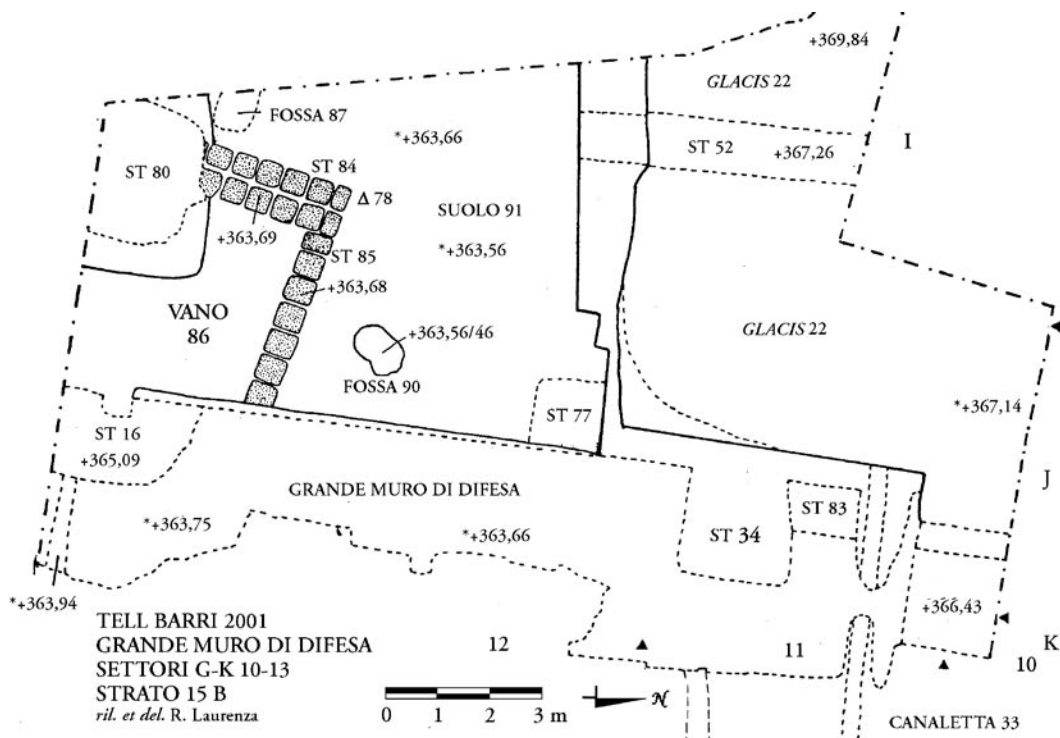 +369,84
GLACIS 22
FOSSA 87
*+363,66
ST 52
+367,26
I
ST 80
ST 84
Δ 78
SUOLO 91
+363,69
ST 85
*+363,56
+363,68
VANO
86
GLACIS 22
+363,56/46
FOSSA 90
*+367,14
ST 77
ST 16
+365,09
J
GRANDE MURO DI DIFESA
ST 83
*+363,75
*+363,66
ST 34
*+363,94
+366,43
TELL BARRI 2001
GRANDE MURO DI DIFESA
SETTORI G-K 10-13
STRATO 15 B
ril. et del. R. Laurenza
12
11
K
10
0 1 2 3 m
N
CANALETTA 33